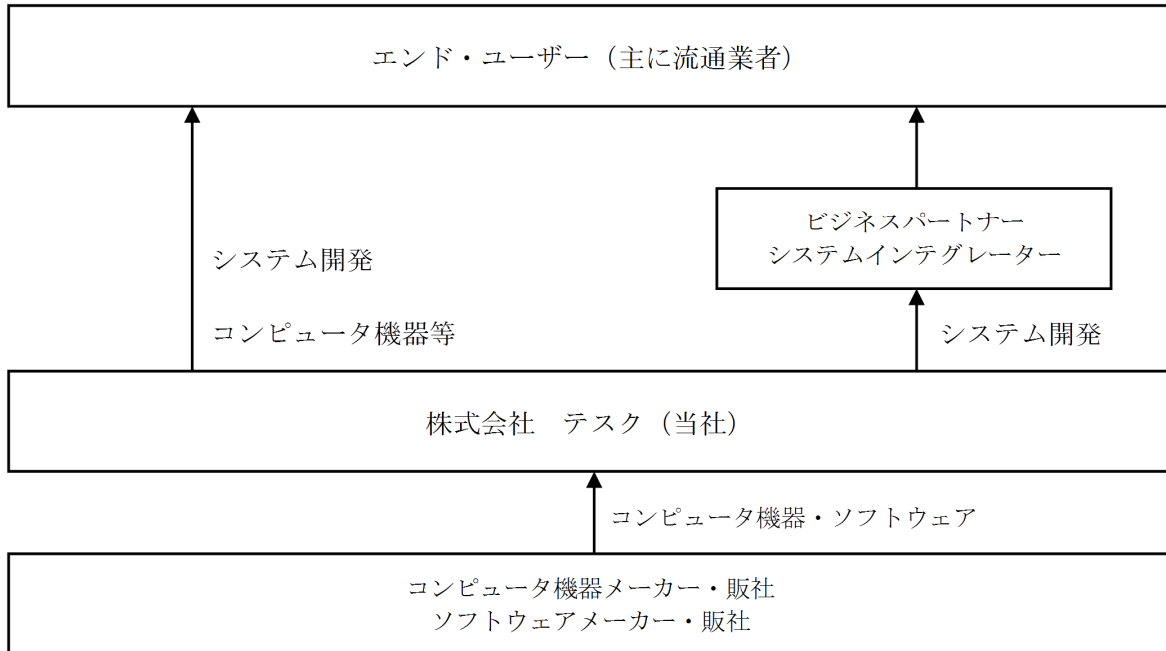 エンド・ユーザー（主に流通業者）
ビジネスパートナー
システムインテグレーター
システム開発
コンピュータ機器等
システム開発
株式会社　テスク（当社）
コンピュータ機器・ソフトウェア
コンピュータ機器メーカー・販社
ソフトウェアメーカー・販社